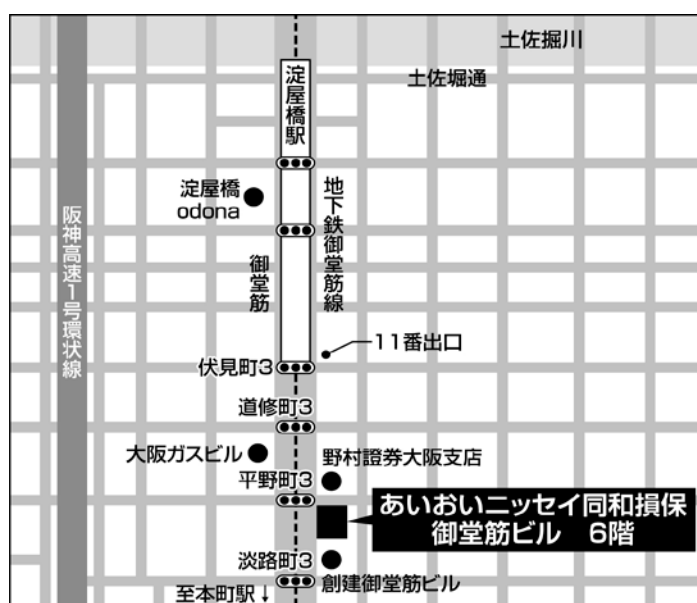 土佐掘川
土佐堀通
淀屋橋駅
淀屋橋
odona
地下鉄御堂筋線
阪神高速1号環状線
御堂筋
11番出口
伏見町3
道修町3
大阪ガスビル
野村證券大阪支店
平野町3
あいおいニッセイ同和損保
御堂筋ビル 6階
淡路町3
創建御堂筋ビル
至本町駅↓